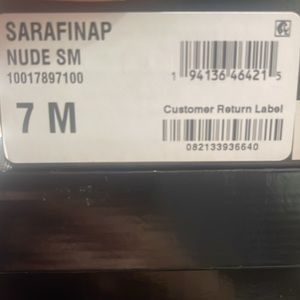 SARAFINAP
NUDE SM
10017897100
7 M
1 94136 46421 5
Customer Return Label
082133936640